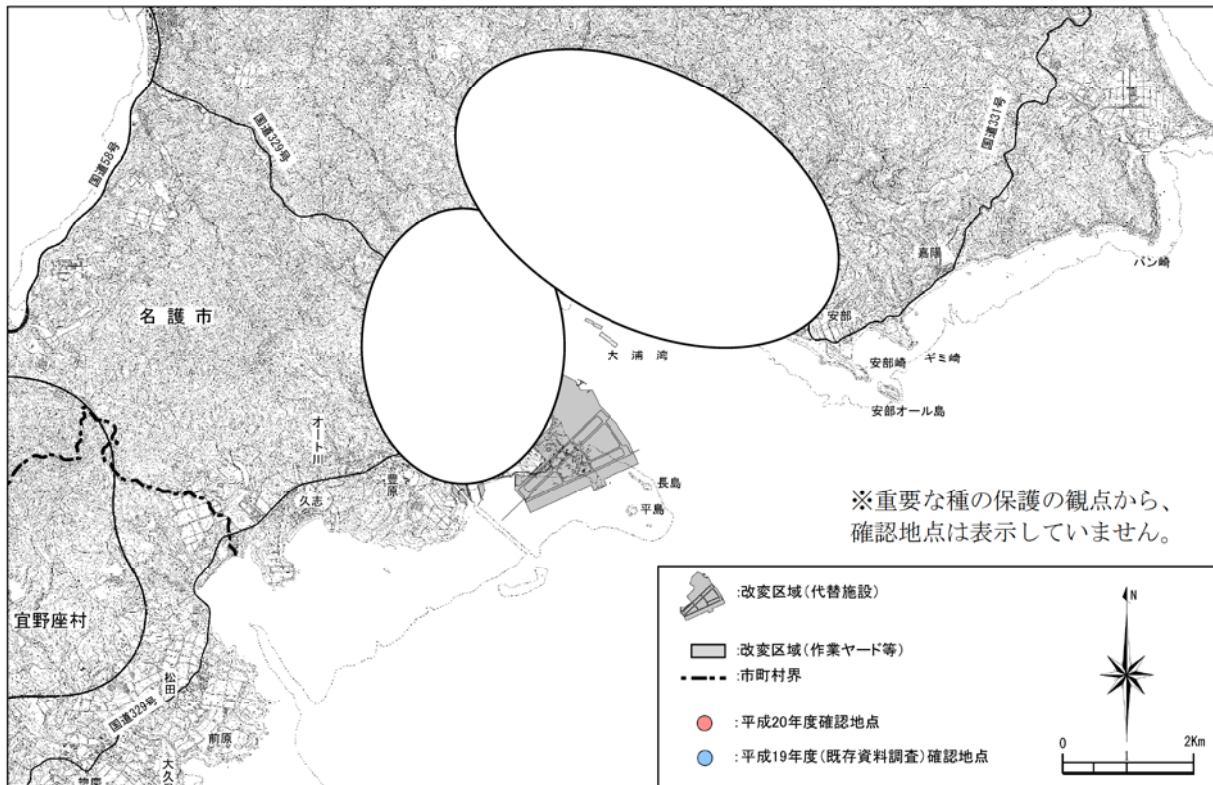 国道58号
国道329号
国道331号
嘉陽
バン崎
名護市
安部
大浦湾
安部崎
ギミ崎
安部オール島
オート川
久志
豊原
長島
平島
※重要な種の保護の観点から、
確認地点は表示していません。
宜野座村
松田
国道329号
前原
:改変区域(代替施設)
:改変区域(作業ヤード等)
:市町村界
:平成20年度確認地点
:平成19年度(既存資料調査)確認地点
N
0 2Km